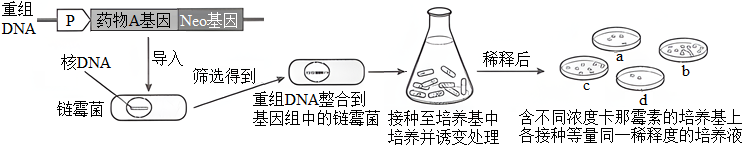 重组
DNA
P
药物A基因
Neo基因
核DNA
导入
链霉菌
筛选得到
重组DNA整合到
基因组中的链霉菌
接种至培养基中
培养并诱变处理
稀释后
a
b
c
d
含不同浓度卡那霉素的培养基上
各接种等量同一稀释度的培养液